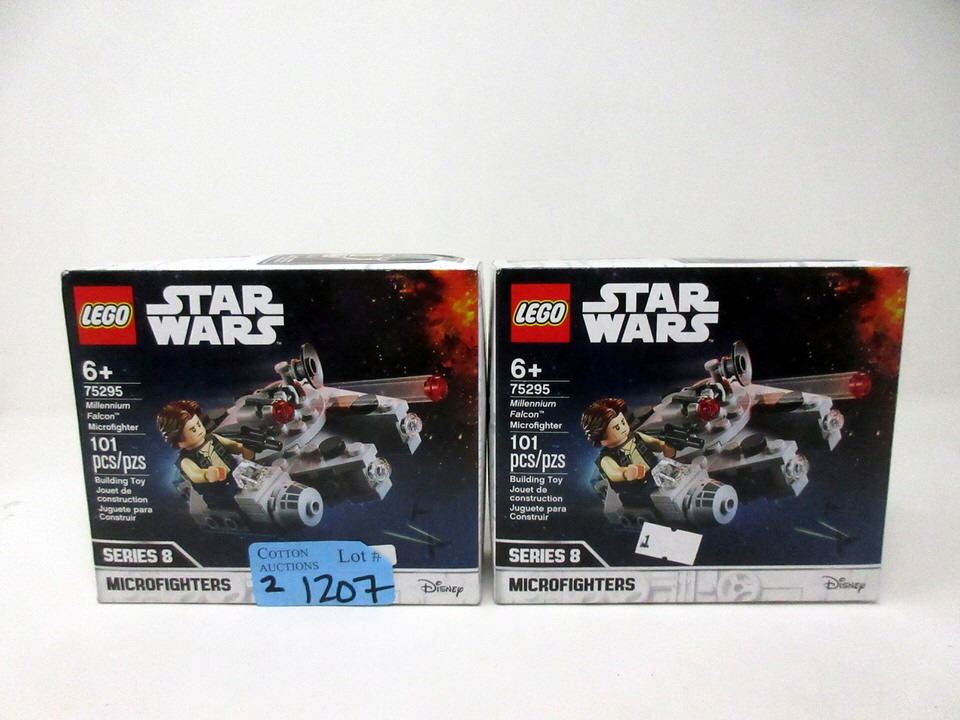 LEGO
STAR
WARS
6+
75295
Millennium
Falcon™
Microfighter
101
pcs/pzs
Building Toy
Jouet de
construction
Juguete para
Construir
SERIES 8
MICROFIGHTERS
COTTON
AUCTIONS
Lot #
2 1207
Disney
LEGO
STAR
WARS
6+
75295
Millennium
Falcon™
Microfighter
101
pcs/pzs
Building Toy
Jouet de
construction
Juguete para
Construir
1
SERIES 8
MICROFIGHTERS
Disney